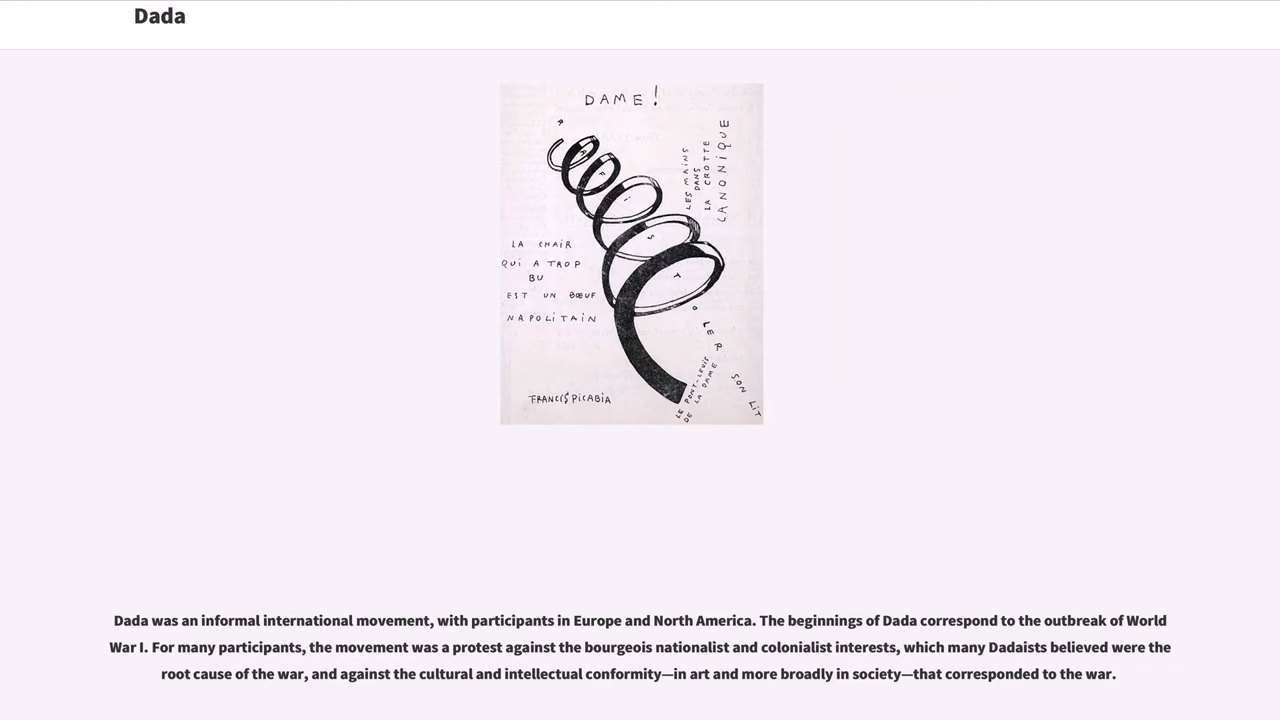 Dada
DAME!
LES MAINS
DANS
LA CROTTE
CANONiQUE
LA CHAiR
QUi A TROP
BU
EST UN BŒUF
NAPOLiTAiN
LE R
SON LiT
LE PONT-LEViS
DE LA DAME
FRANCiS PiCABiA
Dada was an informal international movement, with participants in Europe and North America. The beginnings of Dada correspond to the outbreak of World
War I. For many participants, the movement was a protest against the bourgeois nationalist and colonialist interests, which many Dadaists believed were the
root cause of the war, and against the cultural and intellectual conformity—in art and more broadly in society—that corresponded to the war.